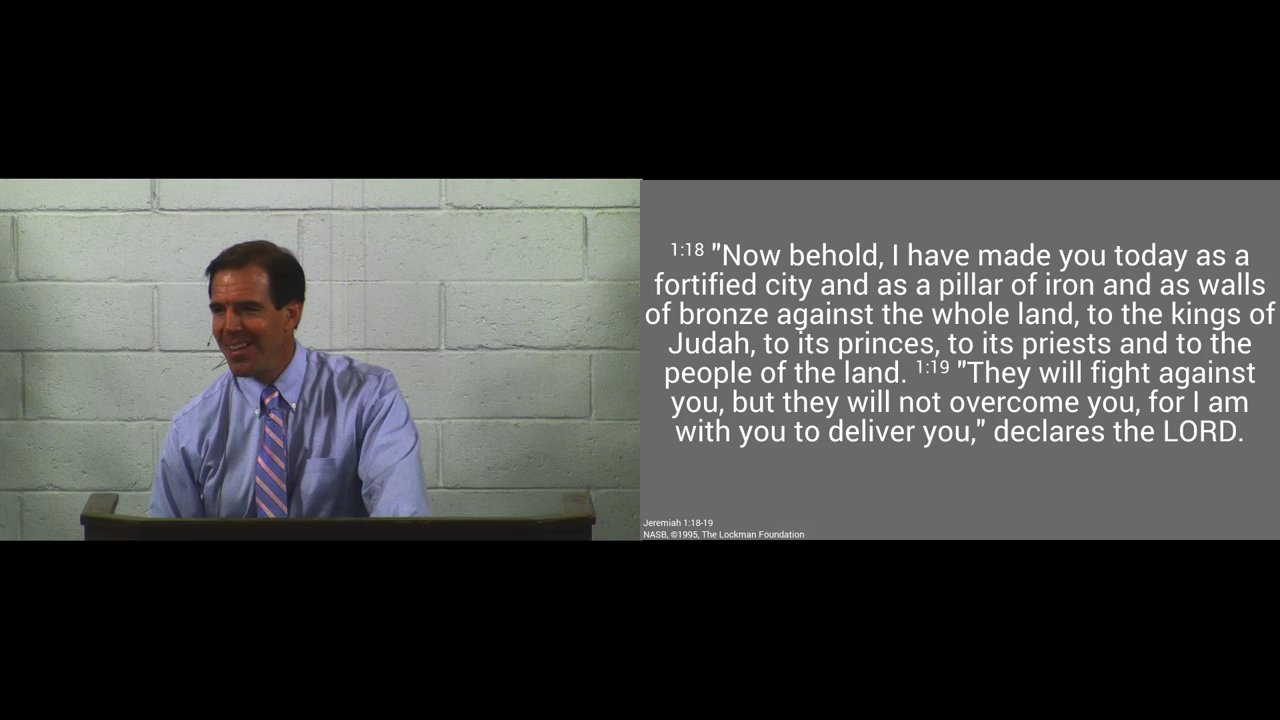 1:18 "Now behold, I have made you today as a
fortified city and as a pillar of iron and as walls
of bronze against the whole land, to the kings of
Judah, to its princes, to its priests and to the
people of the land. 1:19 "They will fight against
you, but they will not overcome you, for I am
with you to deliver you," declares the LORD.
Jeremiah 1:18-19
NASB, ©1995, The Lockman Foundation